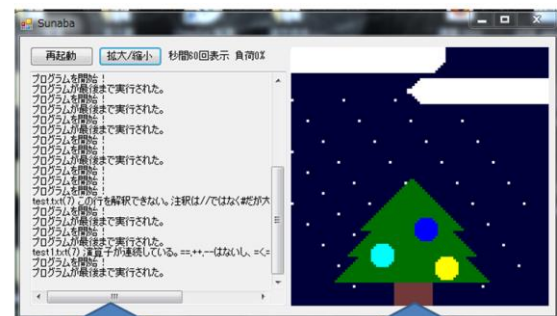 Sunaba
再起動 拡大/縮小 秒間60回表示 負荷0%
プログラムを開始！
プログラムが最後まで実行された。
プログラムを開始！
プログラムが最後まで実行された。
プログラムを開始！
プログラムが最後まで実行された。
プログラムを開始！
プログラムを開始！
プログラムが最後まで実行された。
プログラムを開始！
プログラムを開始！
プログラムを開始！
test.txt(7) この行を解釈できない。注釈は//ではなく#だが大
プログラムを開始！
プログラムが最後まで実行された。
プログラムを開始！
プログラムが最後まで実行された。
test1.txt(7) 演算子が連続している。==,++,--はないし、=<,=
プログラムを開始！
プログラムが最後まで実行された。